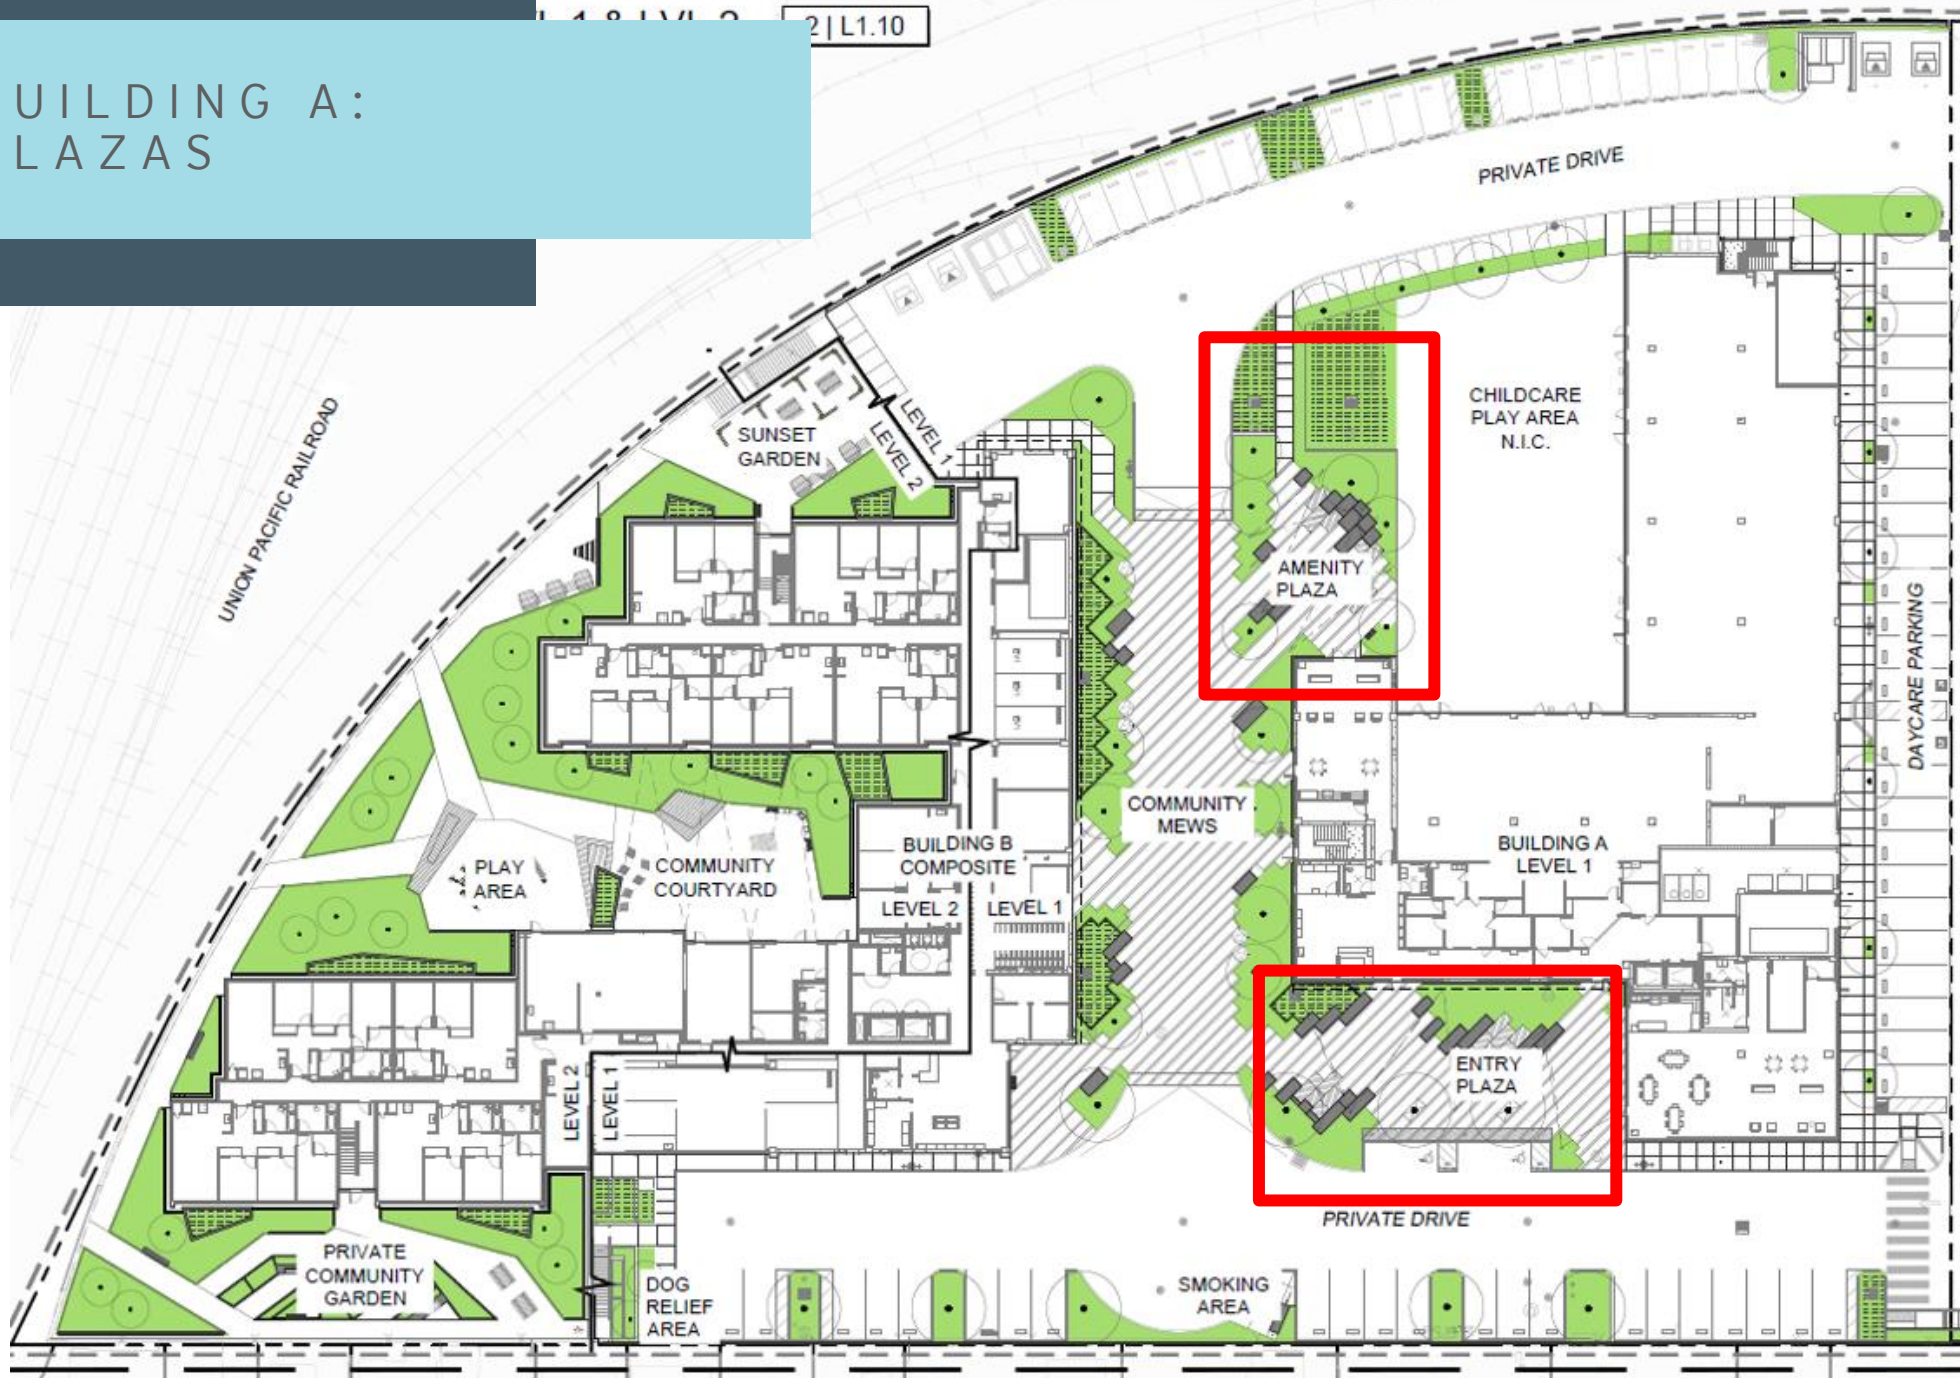 2 | L1.10
UILDING A:
LAZAS
PRIVATE DRIVE
UNION PACIFIC RAILROAD
SUNSET
GARDEN
LEVEL 1
LEVEL 2
CHILDCARE
PLAY AREA
N.I.C.
AMENITY
PLAZA
DAYCARE PARKING
COMMUNITY
MEWS
PLAY
AREA
COMMUNITY
COURTYARD
BUILDING B
COMPOSITE
LEVEL 2
LEVEL 1
BUILDING A
LEVEL 1
ENTRY
PLAZA
LEVEL 2
LEVEL 1
PRIVATE DRIVE
PRIVATE
COMMUNITY
GARDEN
DOG
RELIEF
AREA
SMOKING
AREA